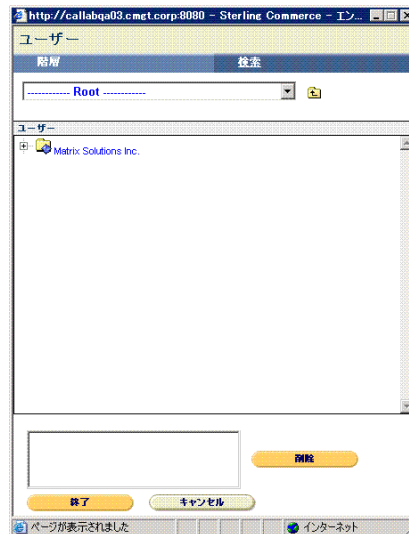 http://callabqa03.cmgt.corp:8080 - Sterling Commerce - エン...
ユーザー
階層 検索
------------ Root ------------
ユーザー
Matrix Solutions Inc.
削除
終了 キャンセル
ページが表示されました インターネット